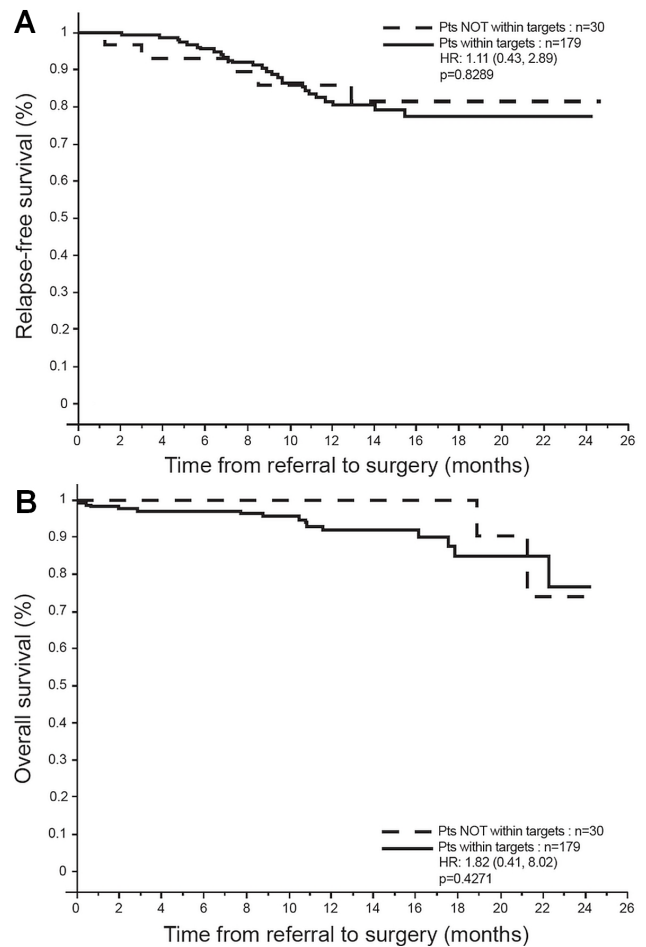 A
Pts NOT within targets : n=30
Pts within targets : n=179
HR: 1.11 (0.43, 2.89)
p=0.8289
Relapse-free survival (%)
1
0.9
0.8
0.7
0.6
0.5
0.4
0.3
0.2
0.1
0
0 2 4 6 8 10 12 14 16 18 20 22 24 26
Time from referral to surgery (months)
B
Overall survival (%)
1
0.9
0.8
0.7
0.6
0.5
0.4
0.3
0.2
0.1
0
Pts NOT within targets : n=30
Pts within targets : n=179
HR: 1.82 (0.41, 8.02)
p=0.4271
0 2 4 6 8 10 12 14 16 18 20 22 24 26
Time from referral to surgery (months)